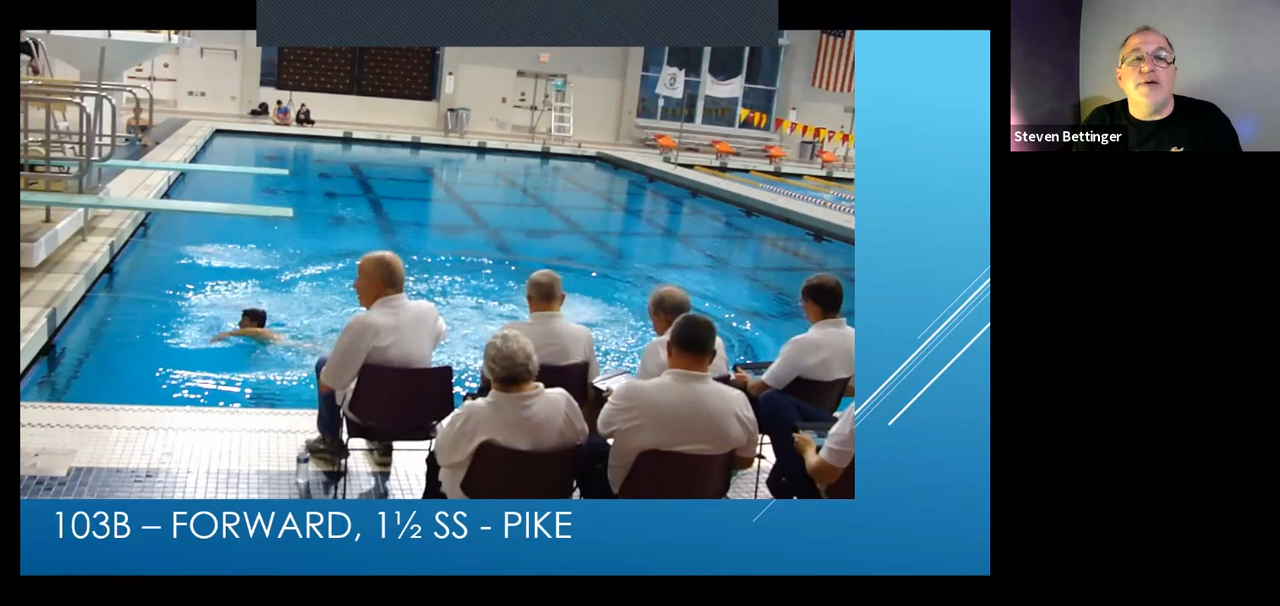 Steven Bettinger
103B – FORWARD, 1½ SS - PIKE